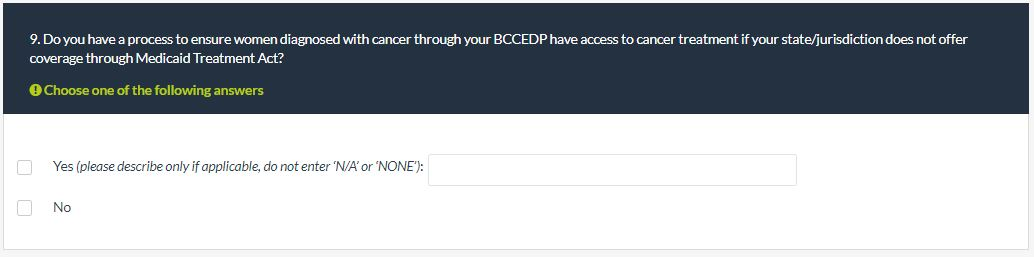 9. Do you have a process to ensure women diagnosed with cancer through your BCCEDP have access to cancer treatment if your state/jurisdiction does not offer
coverage through Medicaid Treatment Act?
Choose one of the following answers
Yes (please describe only if applicable, do not enter 'N/A' or 'NONE'):
No